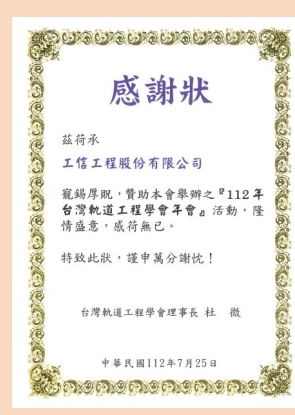 感謝狀
茲荷承
工信工程股份有限公司
寵錫厚貺，贊助本會舉辦之『112年
台灣軌道工程學會年會』活動，隆
情盛意，感荷無已。
特致此狀，謹申萬分謝忱！
台灣軌道工程學會理事長 杜 微
中華民國112年7月25日